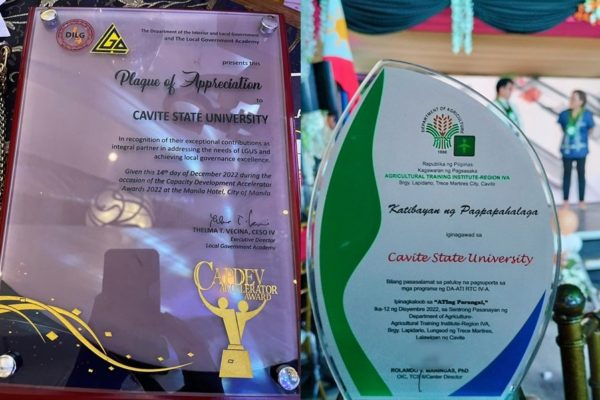 DILG
LGA
The Department of the Interior and Local Government
and The Local Government Academy
presents this
Plaque of Appreciation
to
CAVITE STATE UNIVERSITY
In recognition of their exceptional contributions as
integral partner in addressing the needs of LGUS and
achieving local governance excellence.
Given this 14th day of December 2022 during the
occasion of the Capacity Development Accelerator
Awards 2022 at the Manila Hotel, City of Manila
THELMA T. VECINA, CESO IV
Executive Director
Local Government Academy
CAPDEV
ACCELERATOR
AWARD
DEPARTMENT OF AGRICULTURE
1898
Republika ng Pilipinas
Kagawaran ng Pagsasaka
AGRICULTURAL TRAINING INSTITUTE-REGION IVA
Brgy. Lapidario, Trece Martires City, Cavite
Katibayan ng Pagpapahalaga
iginagawad sa
Cavite State University
Bilang pasasalamat sa patuloy na pagsuporta sa
mga programe ng DA-ATI RTC IV-A.
Ipinagkaloob sa "ATIng Parangal,"
Ika-12 ng Disyembre 2022, sa Sentrong Pasanayan ng
Department of Agriculture-
Agricultural Training Institute-Region IVA,
Brgy. Lapidario, Lungsod ng Trece Martires,
Lalawigan ng Cavite
ROLANDO V. MANINGAS, PhD
OIC, Center Director